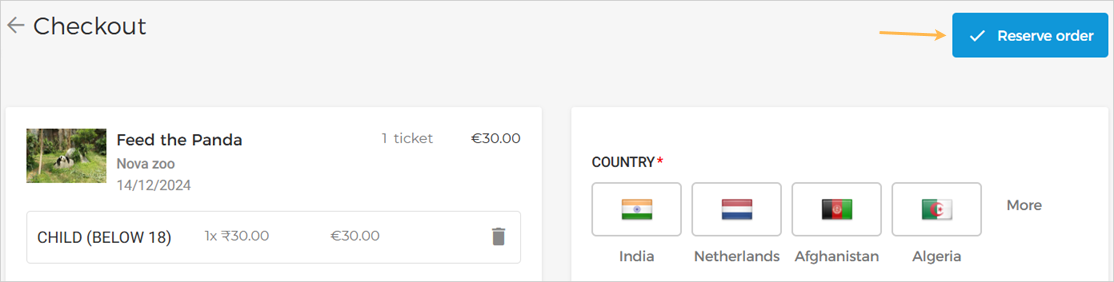 Checkout
Reserve order
Feed the Panda 1 ticket €30.00
Nova zoo
14/12/2024
CHILD (BELOW 18) 1x ₹30.00 €30.00
COUNTRY*
More
India Netherlands Afghanistan Algeria